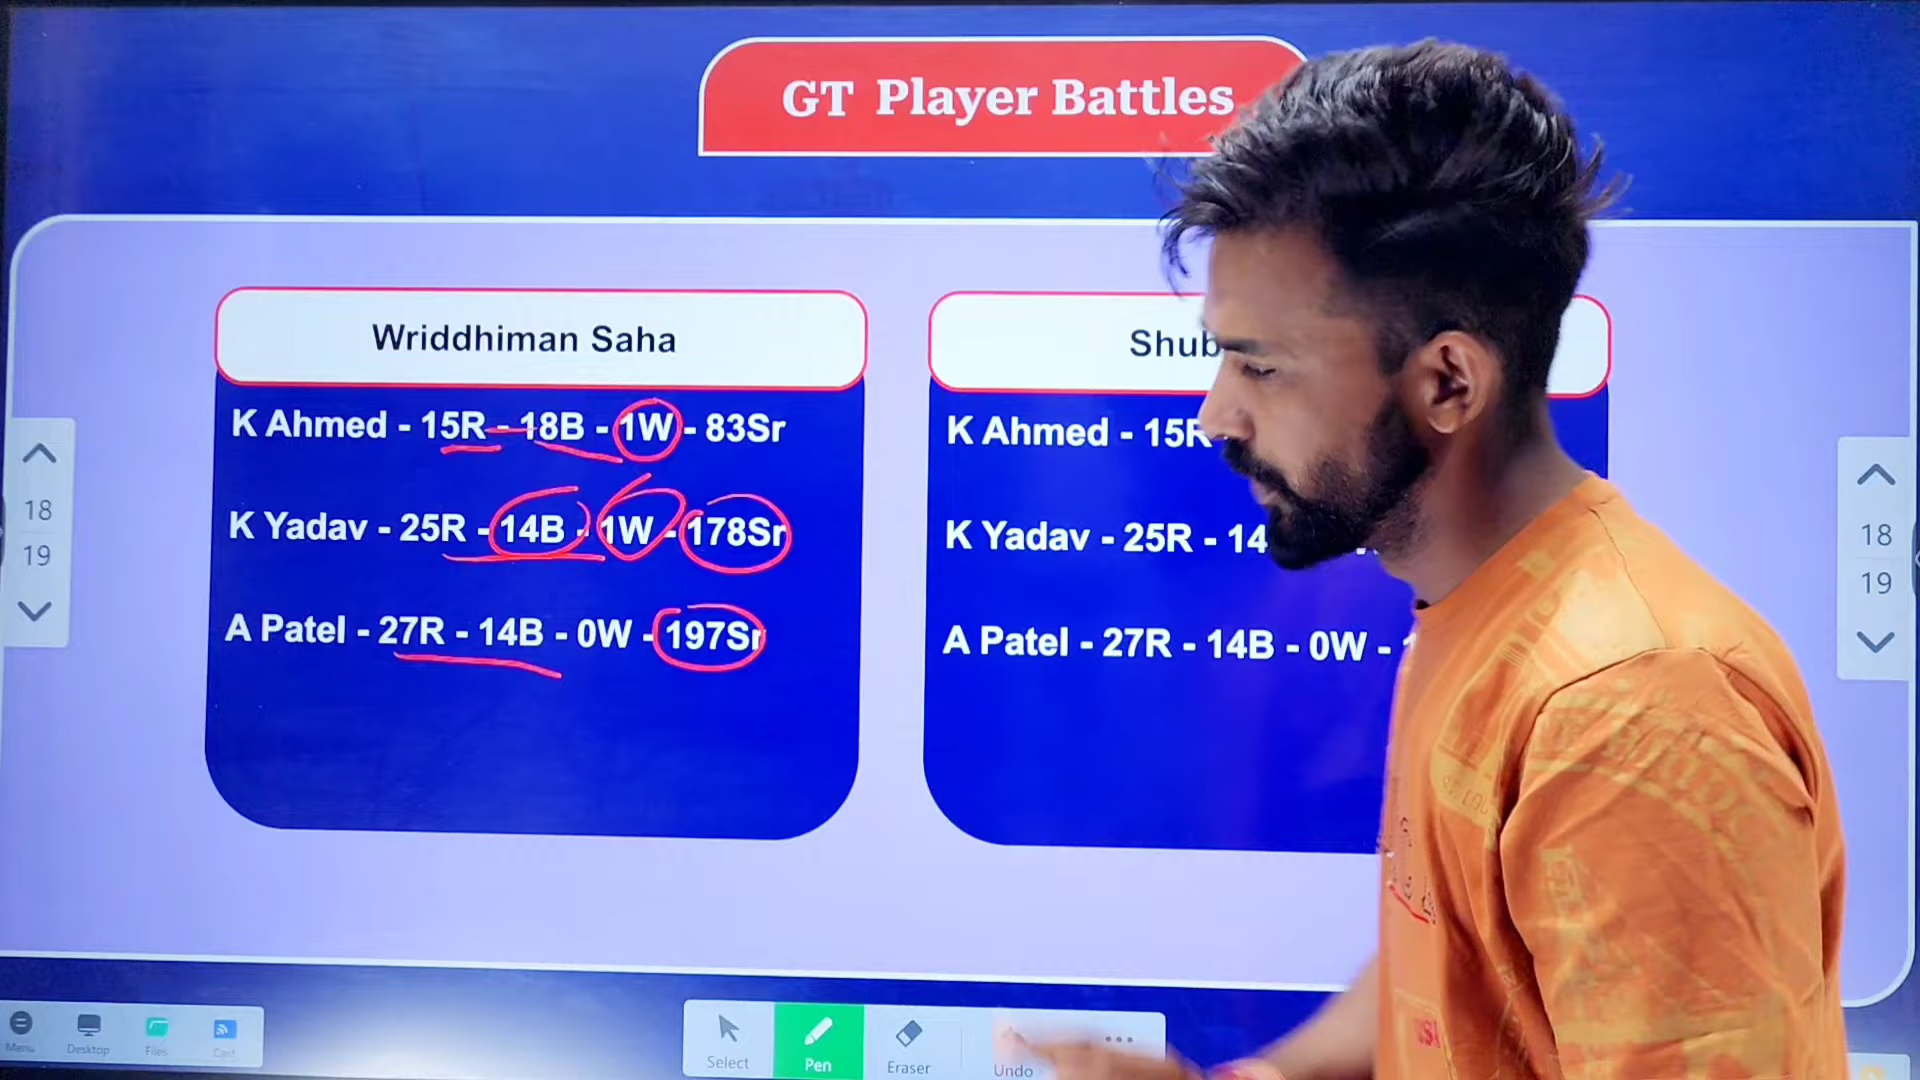 GT Player Battles
Wriddhiman Saha
K Ahmed - 15R - 18B - 1W - 83Sr
K Yadav - 25R - 14B - 1W - 178Sr
A Patel - 27R - 14B - 0W - 197Sr
Shub
K Ahmed - 15R
K Yadav - 25R - 14
A Patel - 27R - 14B - 0W -
18
19
18
19
Menu
Desktop
Files
Cast
Select
Pen
Eraser
Undo